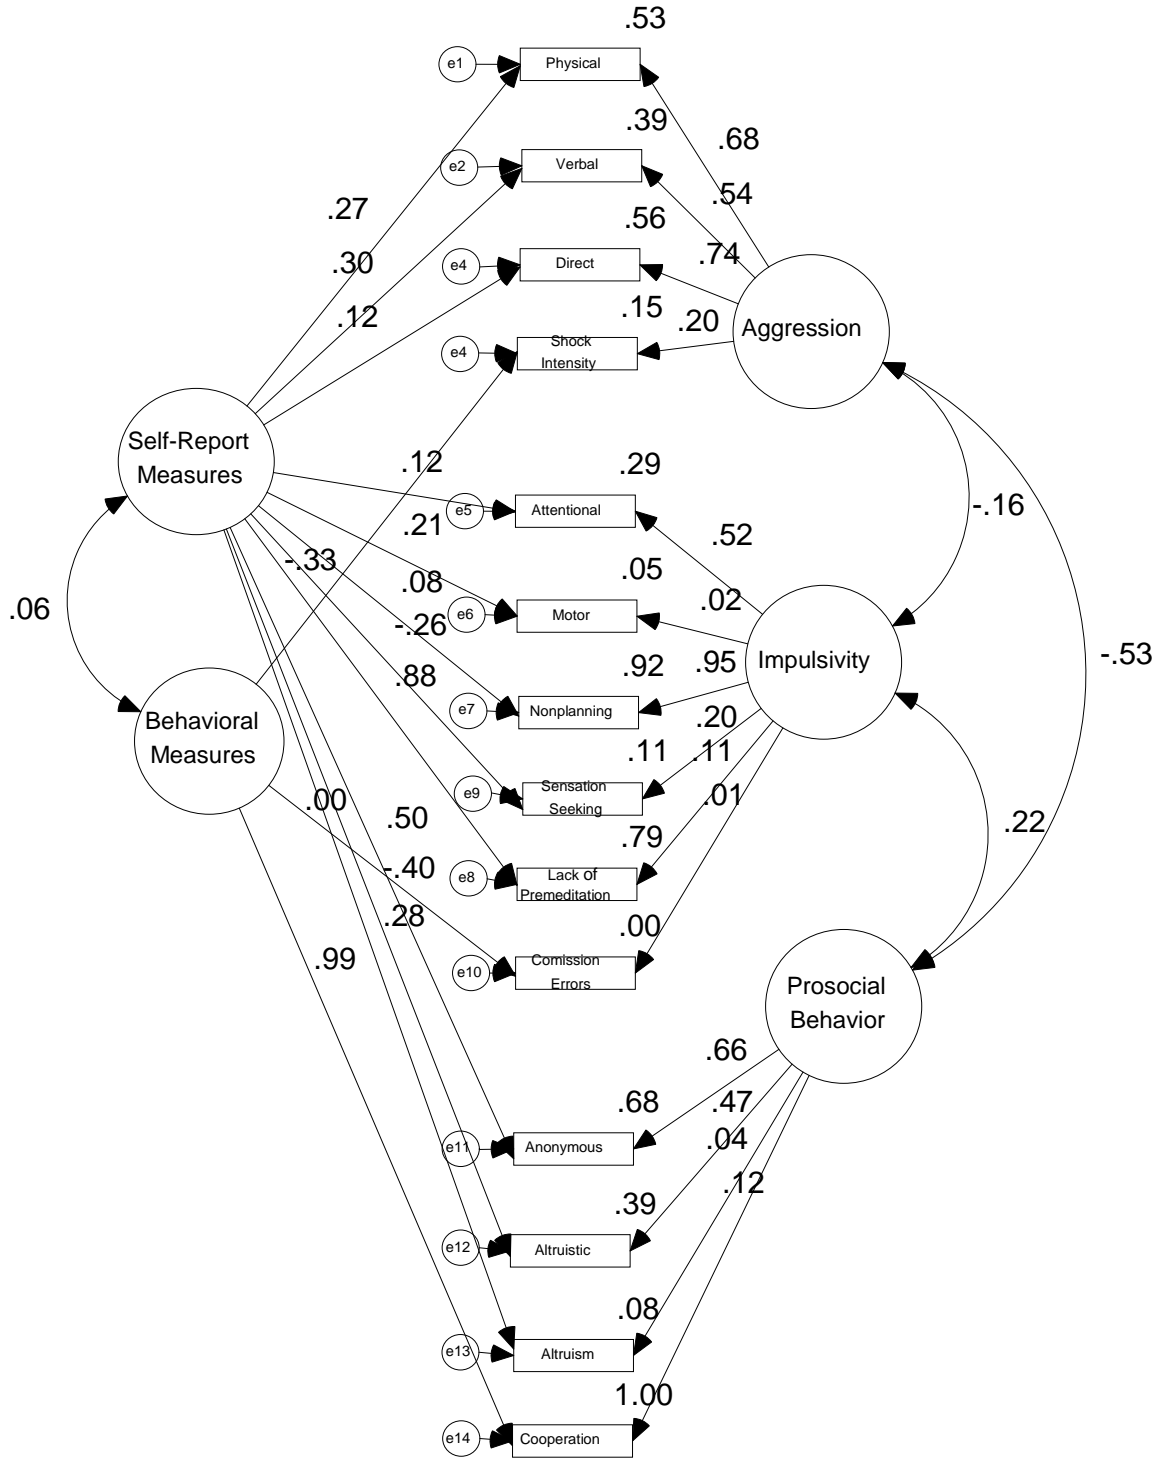 .53
e1
Physical
.39
.68
e2
Verbal
.54
.27
.56
.30
e4
Direct
.74
.12
.15
.20
Aggression
e4
Shock
Intensity
Self-Report
Measures
.12
.29
e5
Attentional
-.16
.21
.52
-.33
.08
.05
.02
.06
-.26
e6
Motor
-.53
.88
.92
.95
Impulsivity
Behavioral
Measures
e7
Nonplanning
.20
.11
.11
.00
e9
Sensation
Seeking
.01
.50
.79
.22
-.40
e8
Lack of
Premeditation
.28
.00
.99
e10
Comission
Errors
Prosocial
Behavior
.66
.68
.47
e11
Anonymous
.04
.12
.39
e12
Altruistic
.08
e13
Altruism
1.00
e14
Cooperation